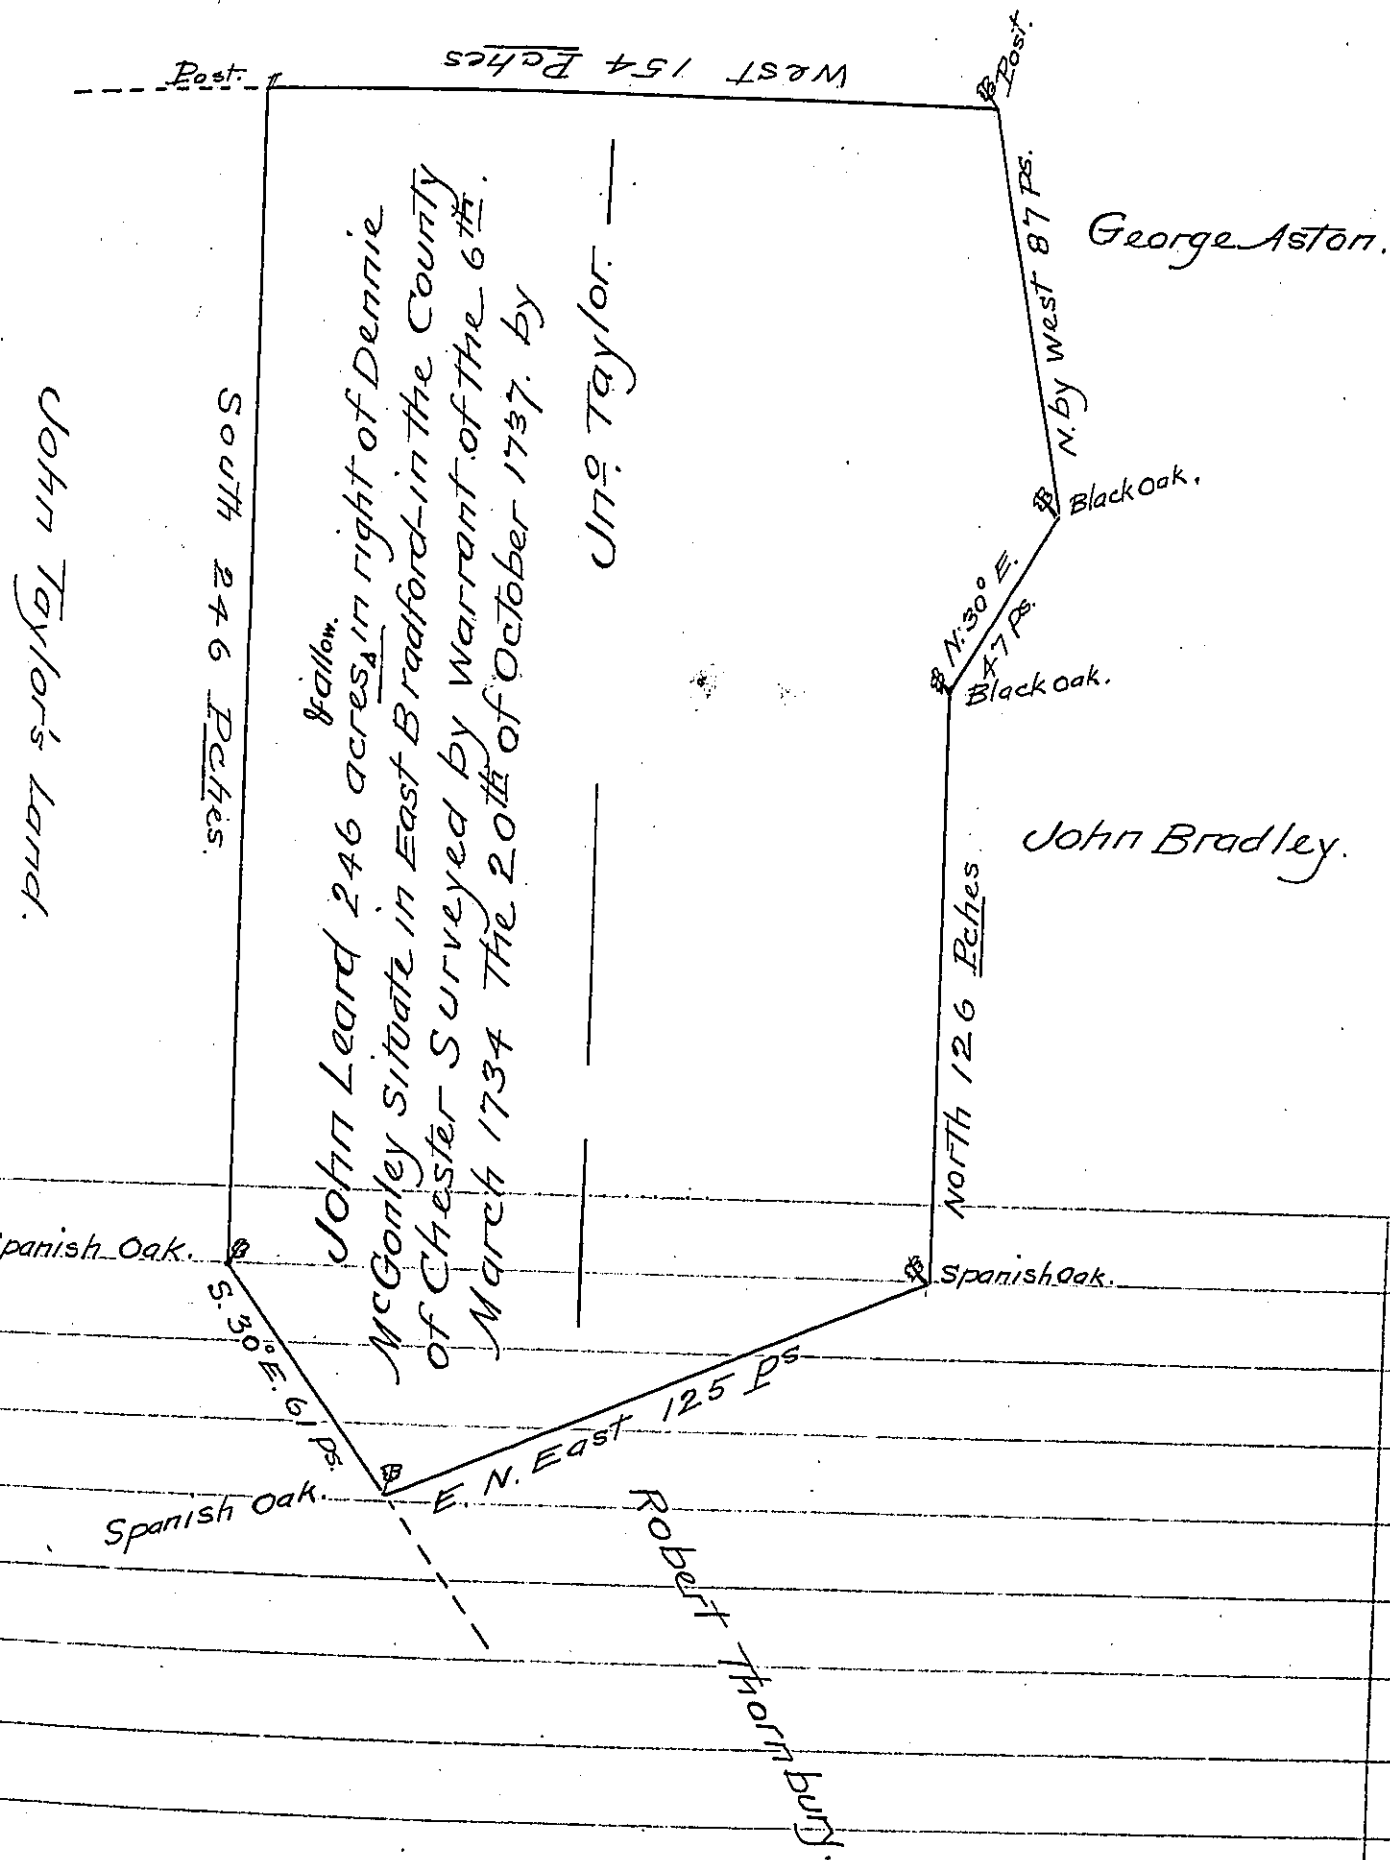 Post.
West 154 Pches
Post.
N. by West 87 ps.
George Aston.
Black Oak.
N. 30° E.
47 ps.
Black Oak.
John Bradley.
North 126 Pches
Spanish Oak.
E. N. East 125 Ps
Robert Thornbury.
Spanish Oak.
S. 30° E. 61 ps.
panish Oak.
South 246 Pches.
John Taylor's Land.
& allow.
John Leard 246 acres in right of Dennie
McGonley Situate in East Bradford in the County
of Chester Surveyed by Warrant of the 6th.
March 1734 The 20th of October 1737. by
Jno. Taylor.